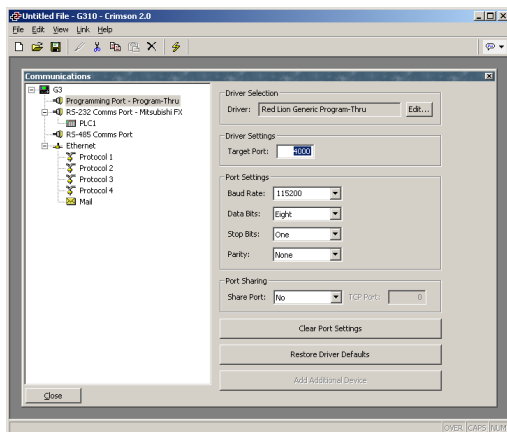 Untitled File - G310 - Crimson 2.0
File Edit View Link Help
Communications
G3
Programming Port - Program-Thru
RS-232 Comms Port - Mitsubishi FX
PLC1
RS-485 Comms Port
Ethernet
Protocol 1
Protocol 2
Protocol 3
Protocol 4
Mail
Driver Selection
Driver: Red Lion Generic Program-Thru Edit...
Driver Settings
Target Port: 4000
Port Settings
Baud Rate: 115200
Data Bits: Eight
Stop Bits: One
Parity: None
Port Sharing
Share Port: No TCP Port: 0
Clear Port Settings
Restore Driver Defaults
Add Additional Device
Close
OVER CAPS NUM